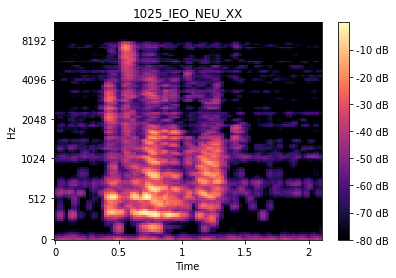 1025_IEO_NEU_XX
8192
4096
2048
1024
512
0
Hz
0
0.5
1
1.5
2
Time
-10 dB
-20 dB
-30 dB
-40 dB
-50 dB
-60 dB
-70 dB
-80 dB